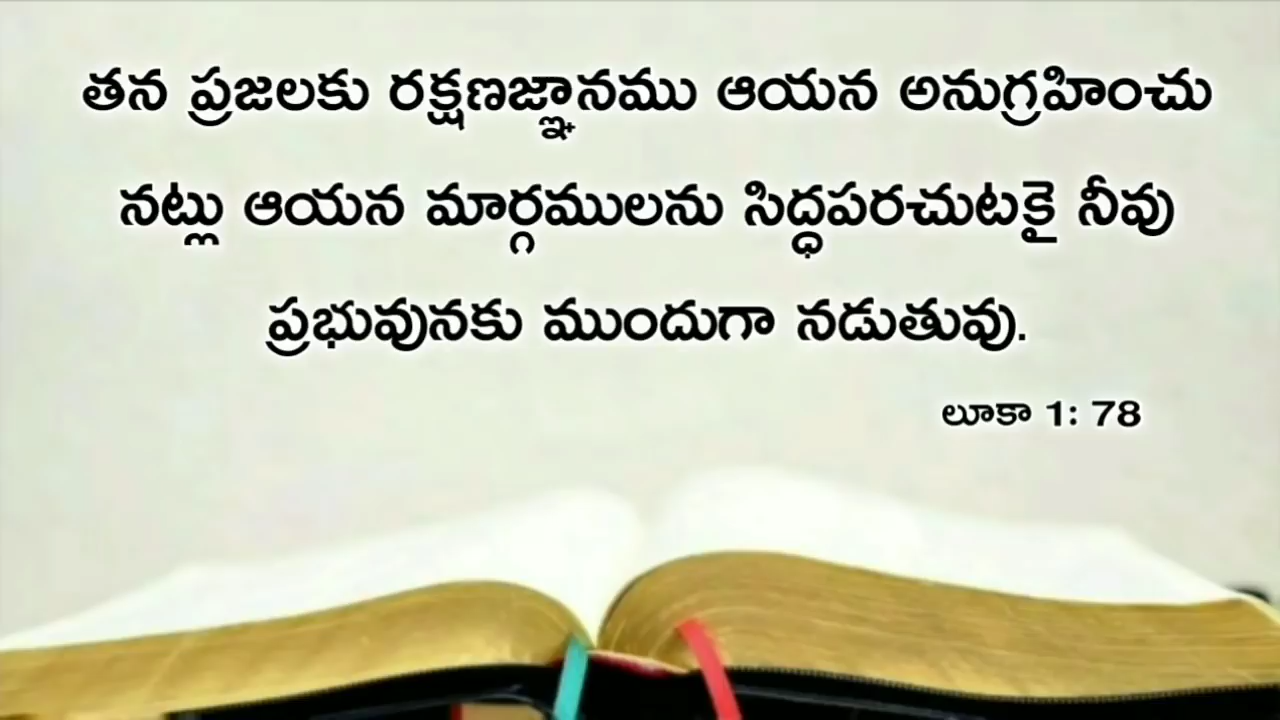 తన ప్రజలకు రక్షణజ్ఞానము ఆయన అనుగ్రహించు
నట్లు ఆయన మార్గములను సిద్ధపరచుటకై నీవు
ప్రభువునకు ముందుగా నడుతువు.
లూకా 1: 78